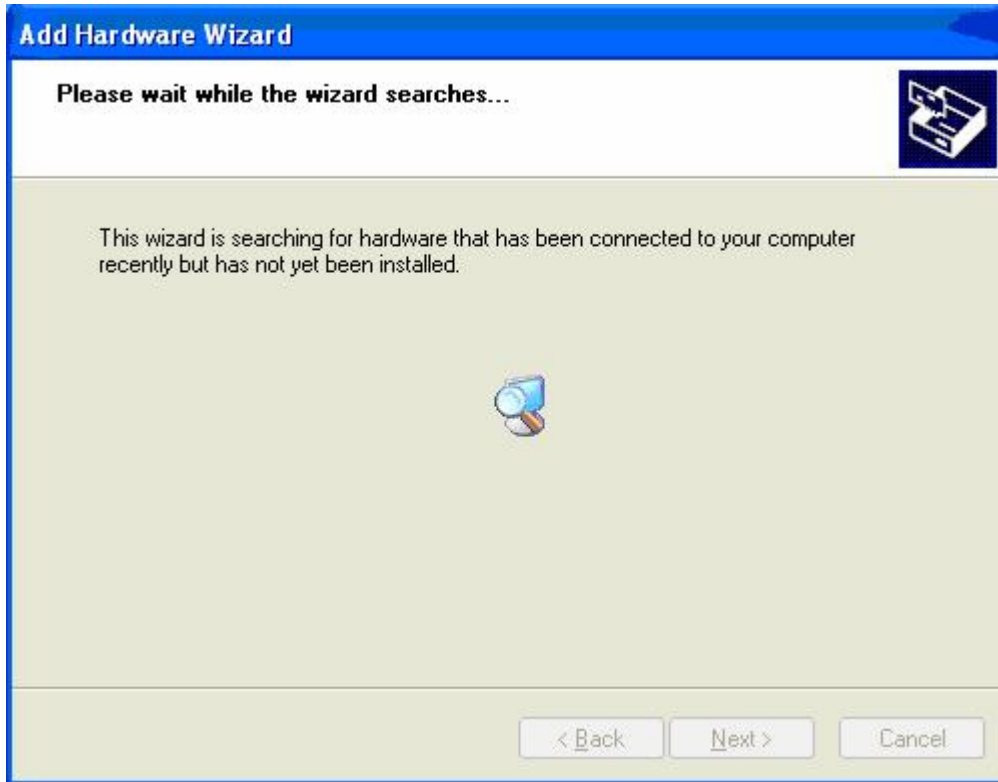 Add Hardware Wizard
Please wait while the wizard searches...
This wizard is searching for hardware that has been connected to your computer
recently but has not yet been installed.
< Back Next > Cancel